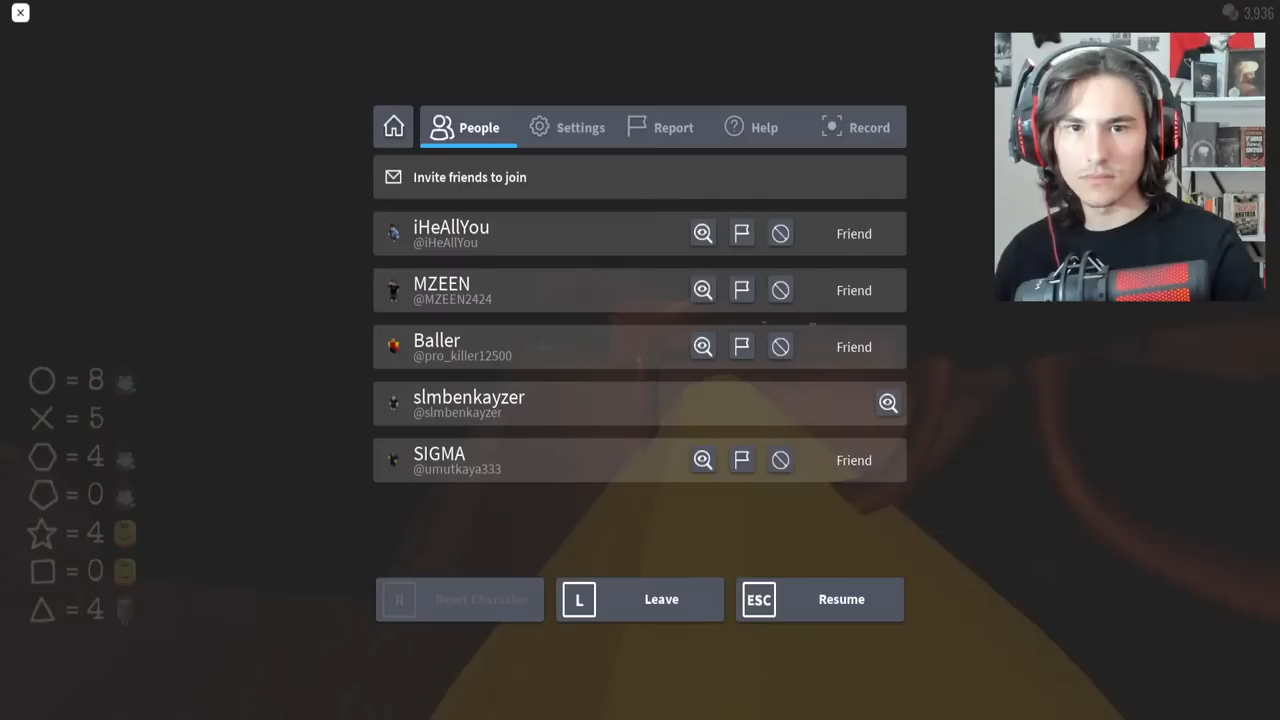 3,936
People
Settings
Report
Help
Record
Invite friends to join
iHeAllYou
@iHeAllYou
Friend
MZEEN
@MZEEN2424
Friend
Baller
@pro_killer12500
Friend
slmbenkayzer
@slmbenkayzer
SIGMA
@umutkaya333
Friend
= 8
= 5
= 4
= 0
= 4
= 0
= 4
R Reset Character
L Leave
ESC Resume